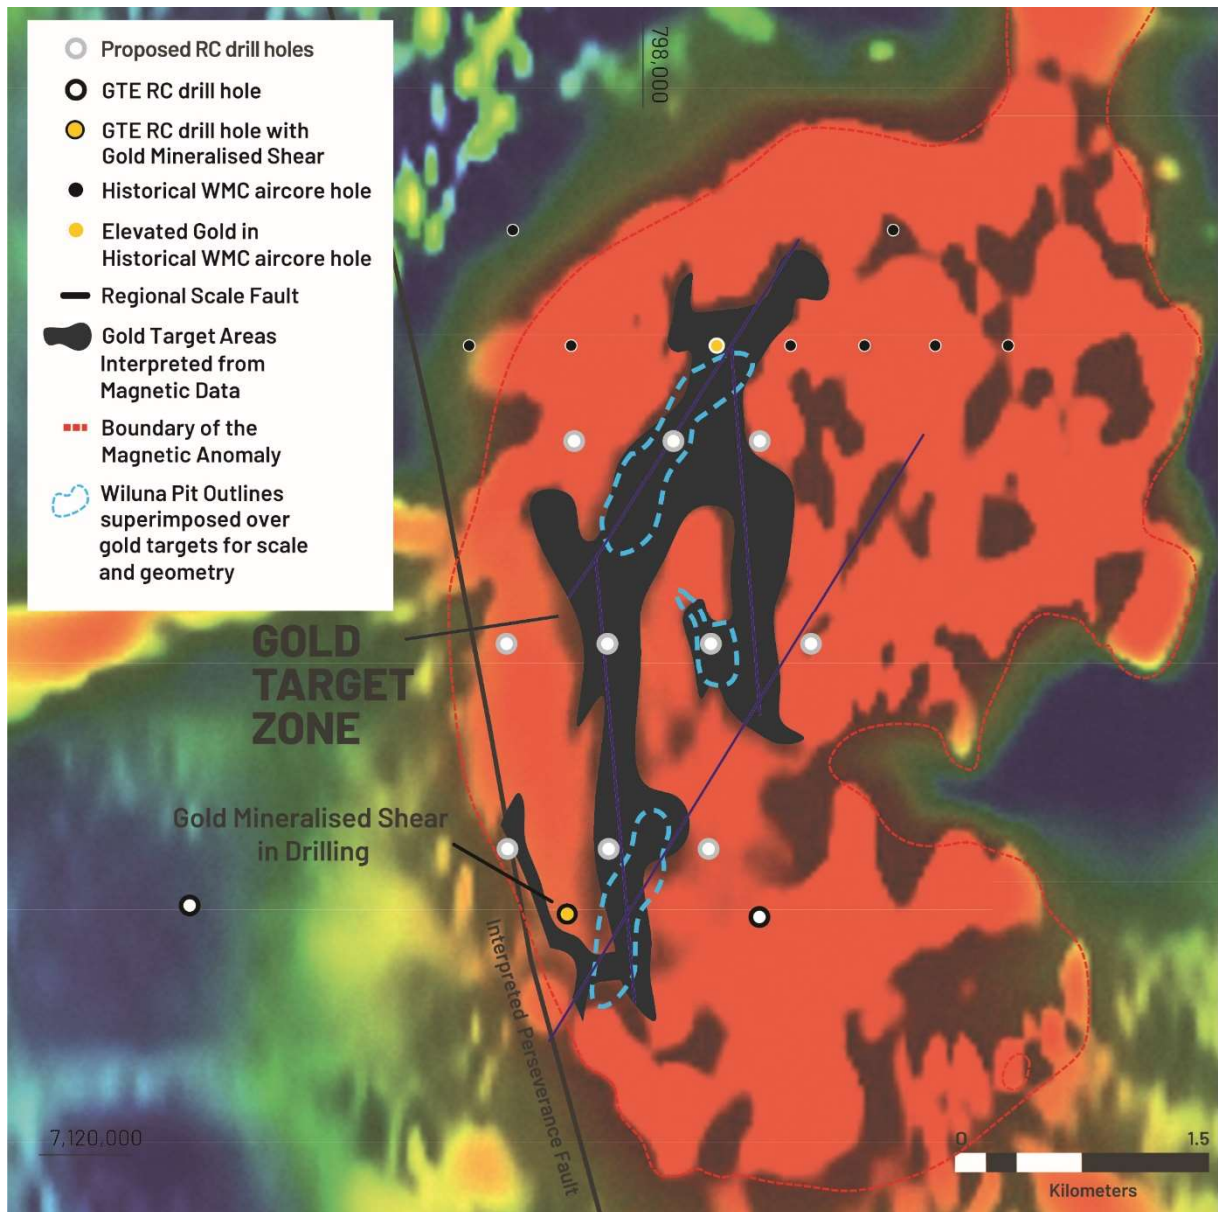 Proposed RC drill holes
GTE RC drill hole
GTE RC drill hole with
Gold Mineralised Shear
Historical WMC aircore hole
Elevated Gold in
Historical WMC aircore hole
Regional Scale Fault
Gold Target Areas
Interpreted from
Magnetic Data
Boundary of the
Magnetic Anomaly
Wiluna Pit Outlines
superimposed over
gold targets for scale
and geometry
798,000
GOLD
TARGET
ZONE
Gold Mineralised Shear
in Drilling
Interpreted Perseverance Fault
7,120,000
0 1.5
Kilometers